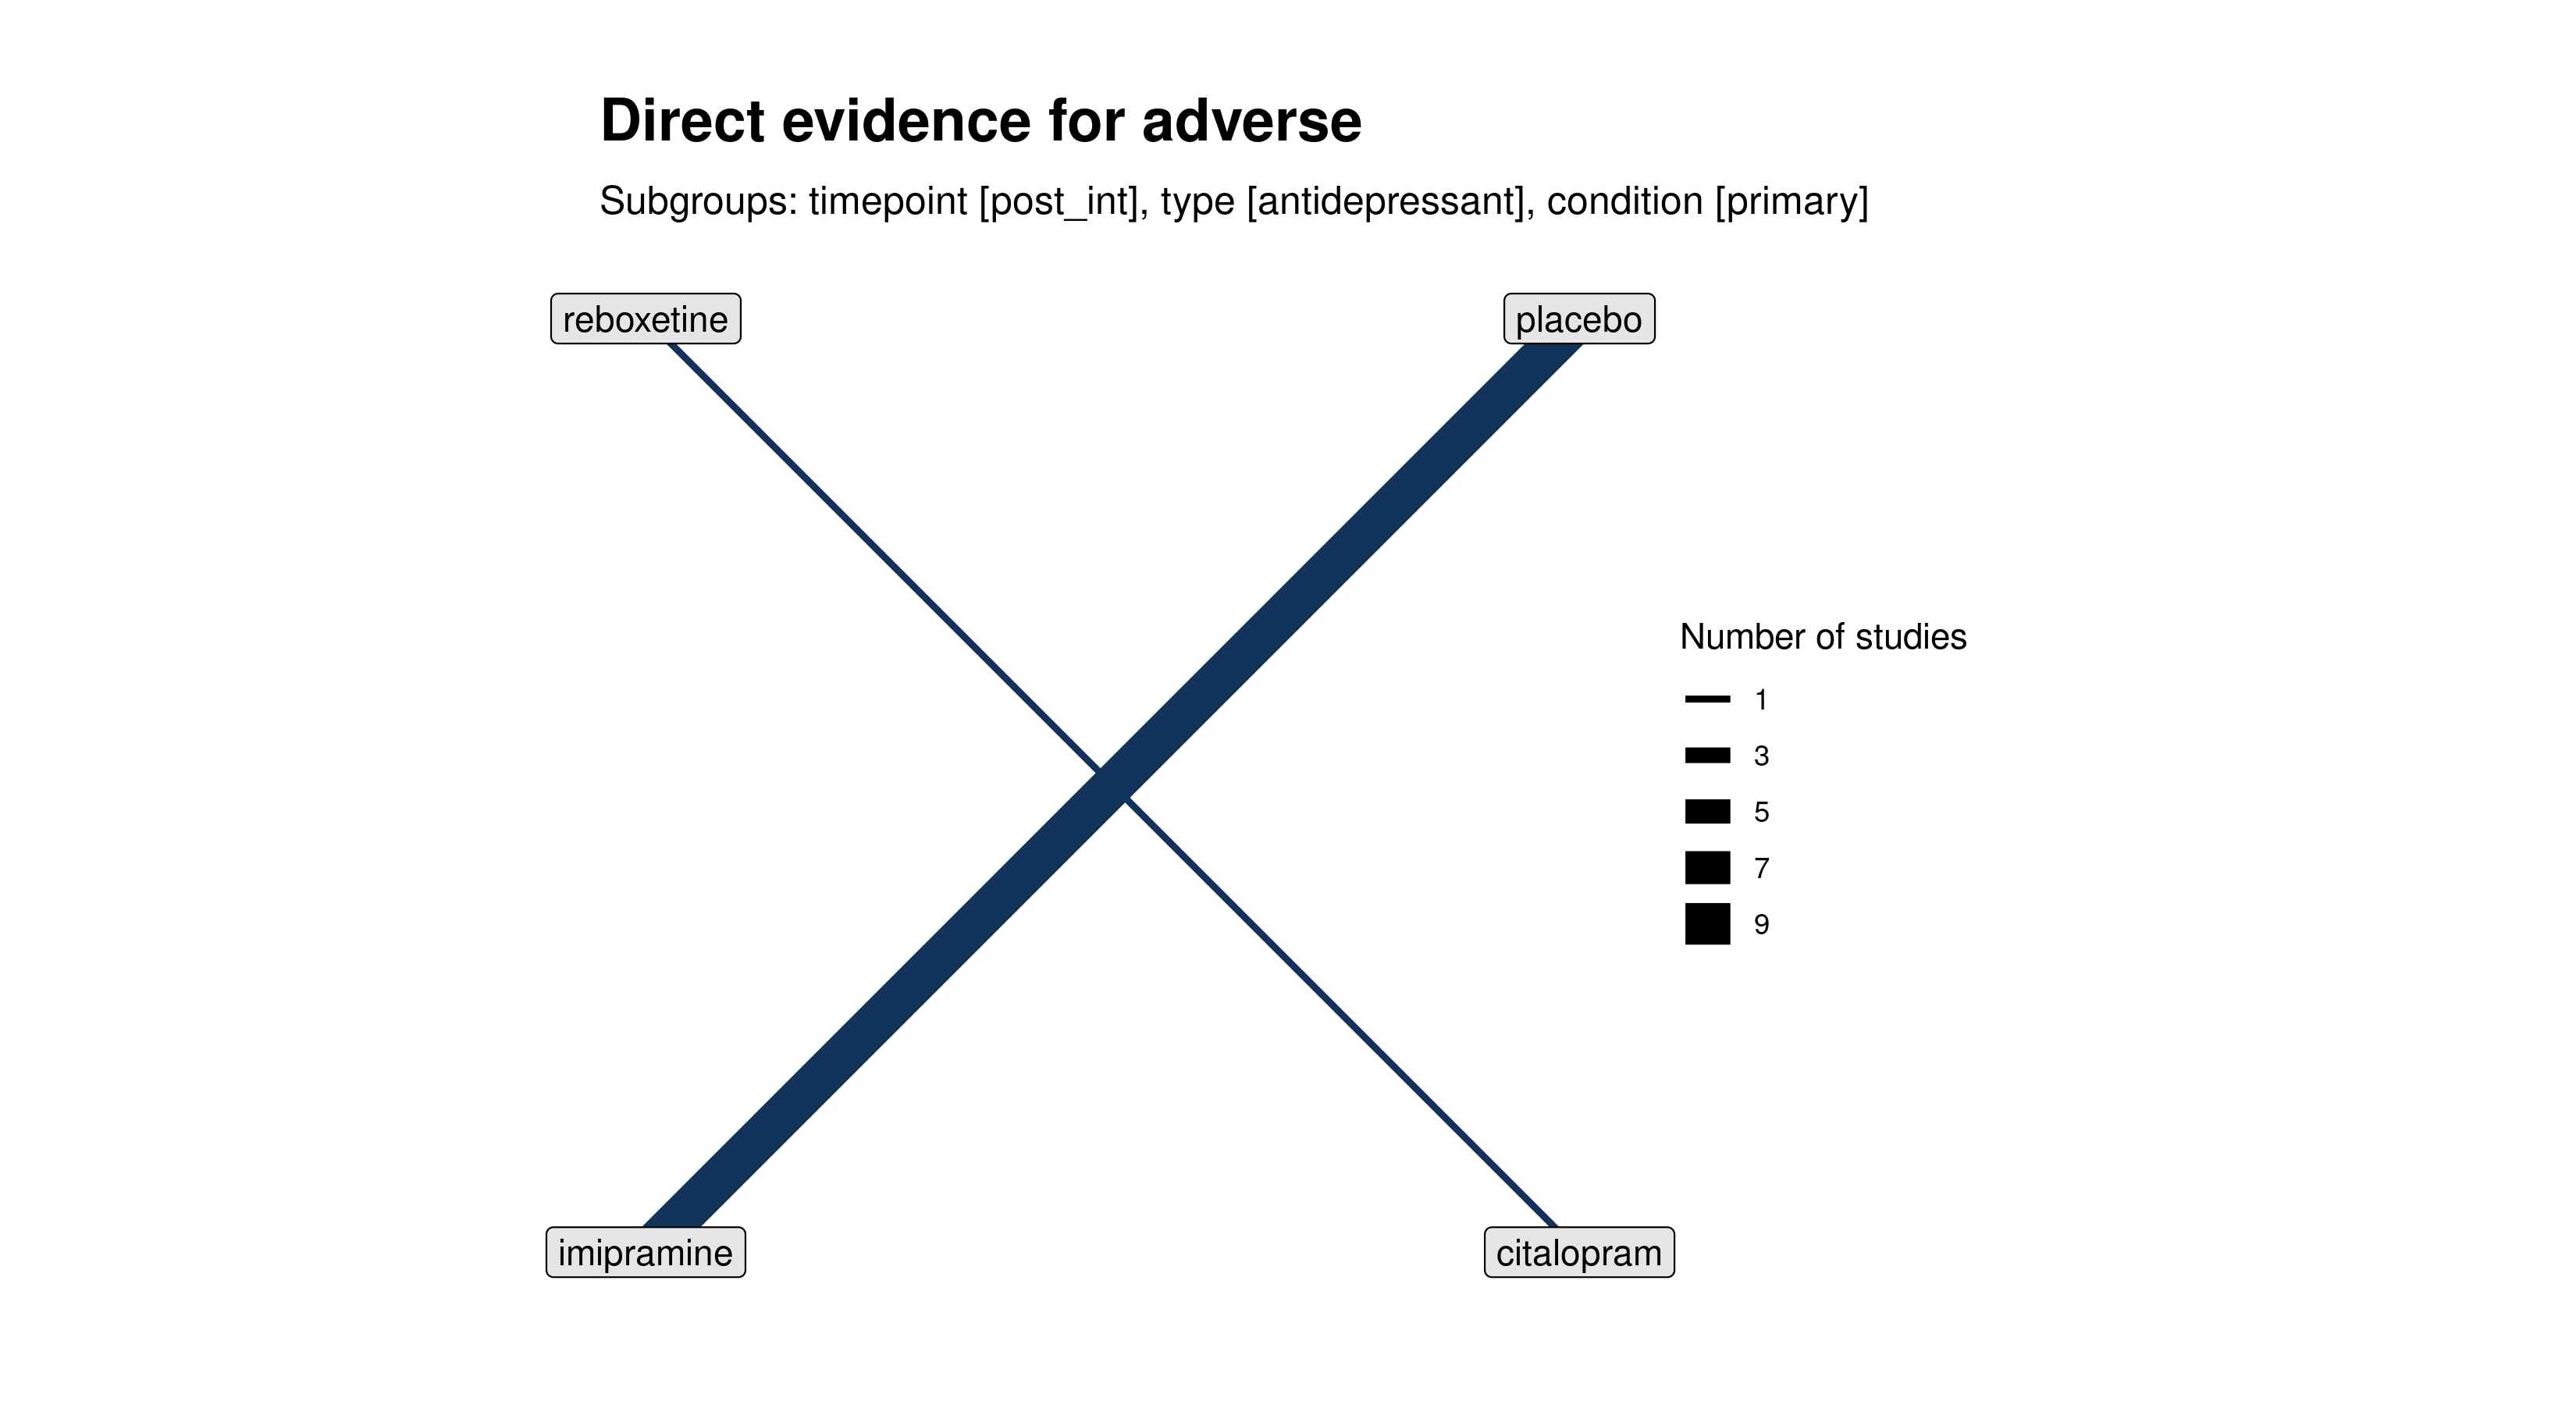 Direct evidence for adverse
Subgroups: timepoint [post_int], type [antidepressant], condition [primary]
reboxetine
placebo
Number of studies
1
3
5
7
9
imipramine
citalopram